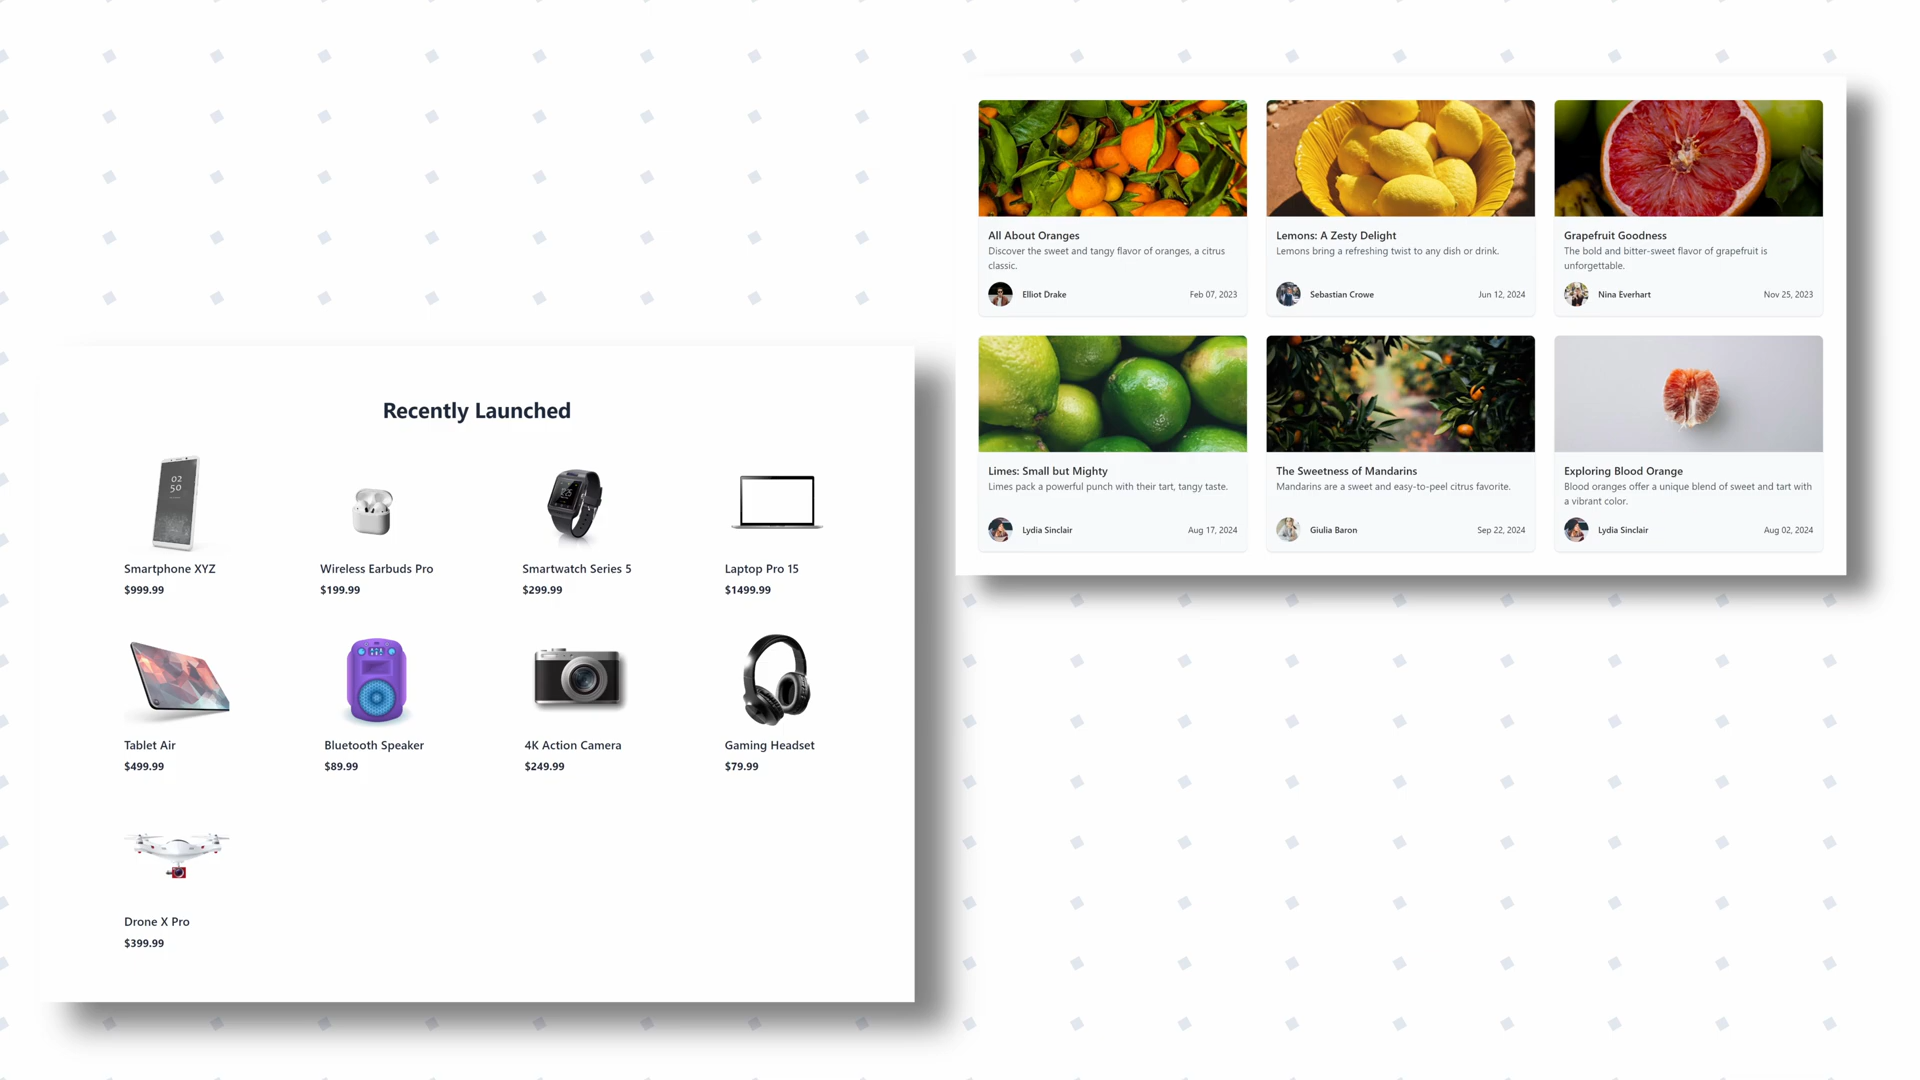 All About Oranges
Discover the sweet and tangy flavor of oranges, a citrus
classic.
Elliot Drake
Feb 07, 2023
Lemons: A Zesty Delight
Lemons bring a refreshing twist to any dish or drink.
Sebastian Crowe
Jun 12, 2024
Grapefruit Goodness
The bold and bitter-sweet flavor of grapefruit is
unforgettable.
Nina Everhart
Nov 25, 2023
Limes: Small but Mighty
Limes pack a powerful punch with their tart, tangy taste.
Lydia Sinclair
Aug 17, 2024
The Sweetness of Mandarins
Mandarins are a sweet and easy-to-peel citrus favorite.
Giulia Baron
Sep 22, 2024
Exploring Blood Orange
Blood oranges offer a unique blend of sweet and tart with
a vibrant color.
Lydia Sinclair
Aug 02, 2024
Recently Launched
02
50
Smartphone XYZ
$999.99
Wireless Earbuds Pro
$199.99
Smartwatch Series 5
$299.99
Laptop Pro 15
$1499.99
Tablet Air
$499.99
Bluetooth Speaker
$89.99
4K Action Camera
$249.99
Gaming Headset
$79.99
Drone X Pro
$399.99